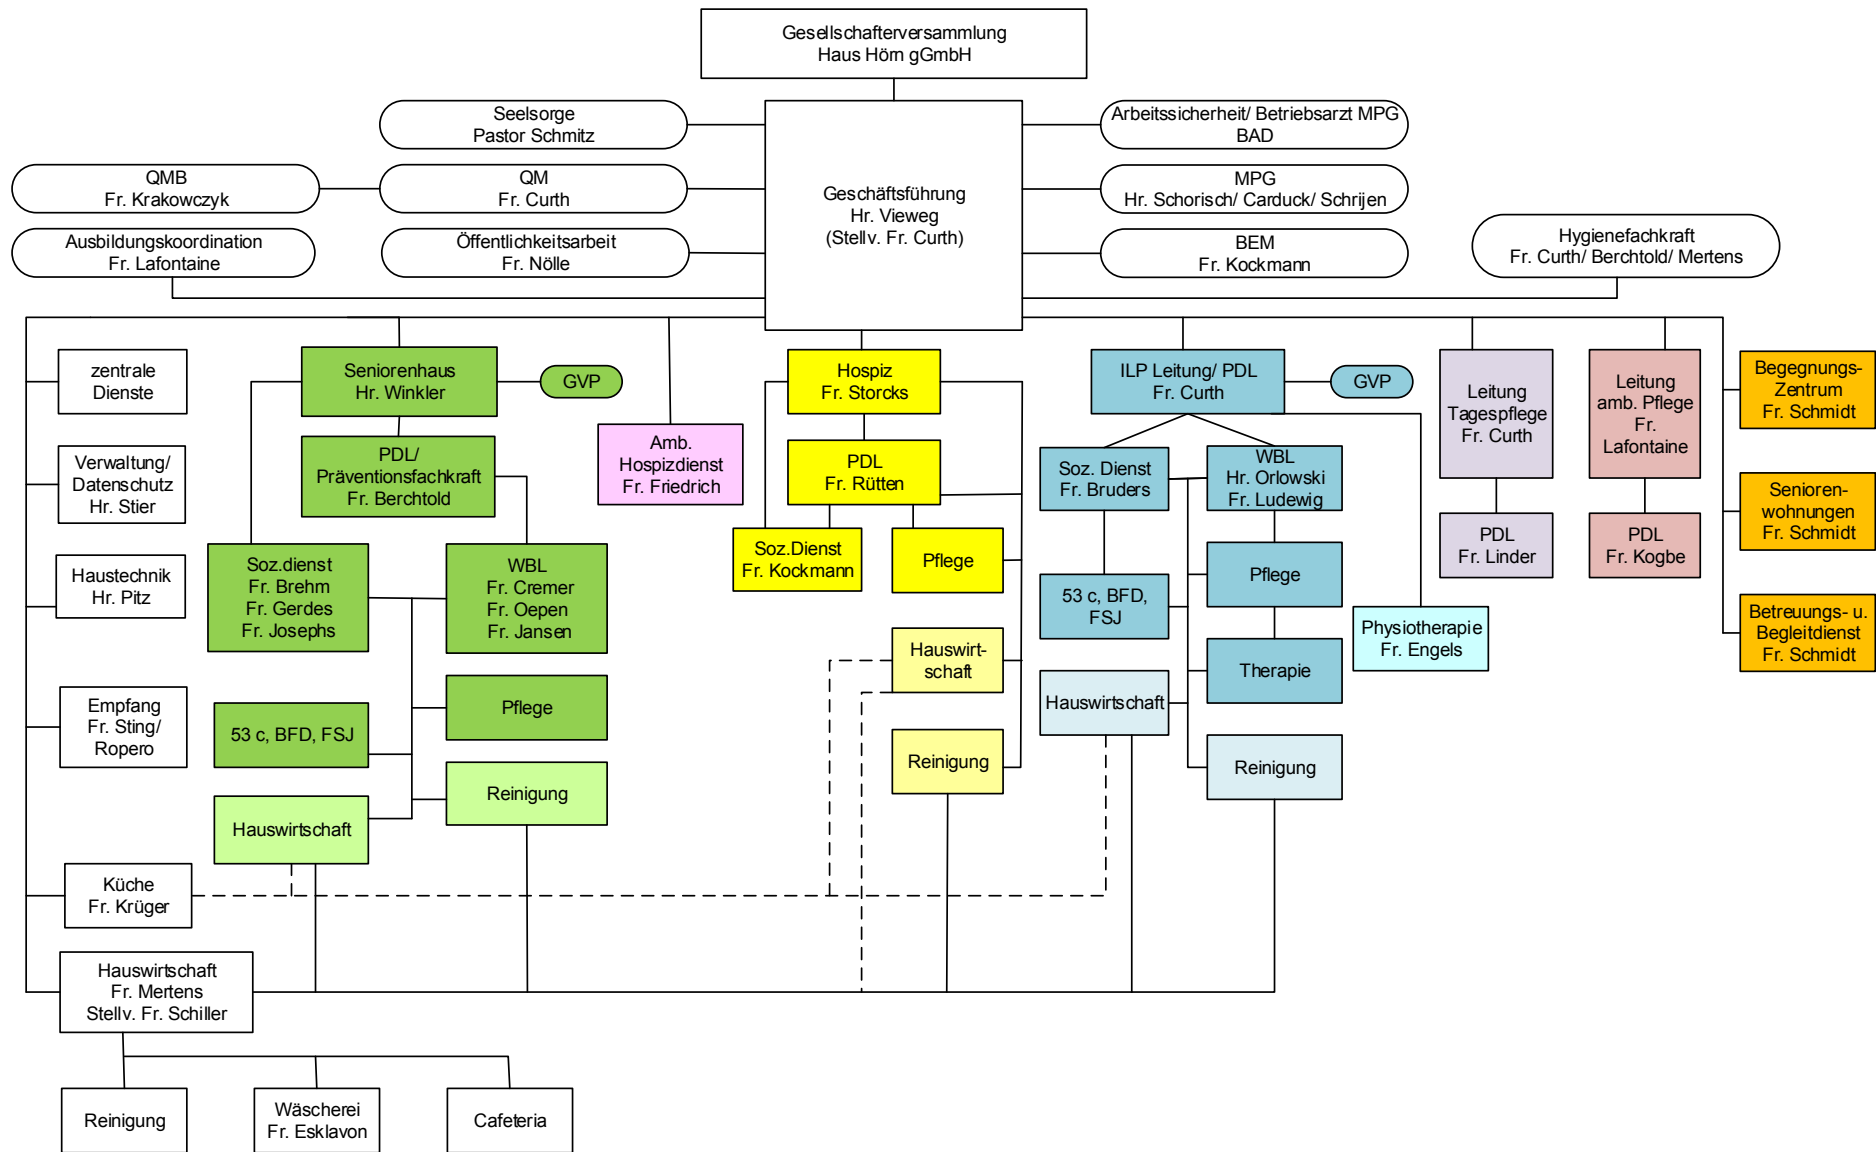 Gesellschafterversammlung
Haus Hörn gGmbH
Seelsorge
Pastor Schmitz
Arbeitssicherheit/ Betriebsarzt MPG
BAD
QMB
Fr. Krakowczyk
QM
Fr. Curth
Geschäftsführung
Hr. Vieweg
(Stellv. Fr. Curth)
MPG
Hr. Schorisch/ Carduck/ Schrijen
Ausbildungskoordination
Fr. Lafontaine
Öffentlichkeitsarbeit
Fr. Nölle
BEM
Fr. Kockmann
Hygienefachkraft
Fr. Curth/ Berchtold/ Mertens
zentrale
Dienste
Seniorenhaus
Hr. Winkler
GVP
Hospiz
Fr. Storcks
ILP Leitung/ PDL
Fr. Curth
GVP
Leitung
Tagespflege
Fr. Curth
Leitung
amb. Pflege
Fr.
Lafontaine
Begegnungs-
Zentrum
Fr. Schmidt
Verwaltung/
Datenschutz
Hr. Stier
PDL/
Präventionsfachkraft
Fr. Berchtold
Amb.
Hospizdienst
Fr. Friedrich
PDL
Fr. Rütten
Soz. Dienst
Fr. Bruders
WBL
Hr. Orlowski
Fr. Ludewig
Senioren-
wohnungen
Fr. Schmidt
Haustechnik
Hr. Pitz
Soz.dienst
Fr. Brehm
Fr. Gerdes
Fr. Josephs
WBL
Fr. Cremer
Fr. Oepen
Fr. Jansen
Soz.Dienst
Fr. Kockmann
Pflege
53 c, BFD,
FSJ
Pflege
PDL
Fr. Linder
PDL
Fr. Kogbe
Physiotherapie
Fr. Engels
Betreuungs- u.
Begleitdienst
Fr. Schmidt
Empfang
Fr. Sting/
Ropero
53 c, BFD, FSJ
Pflege
Hauswirt-
schaft
Hauswirtschaft
Therapie
Hauswirtschaft
Reinigung
Reinigung
Reinigung
Küche
Fr. Krüger
Hauswirtschaft
Fr. Mertens
Stellv. Fr. Schiller
Reinigung
Wäscherei
Fr. Esklavon
Cafeteria